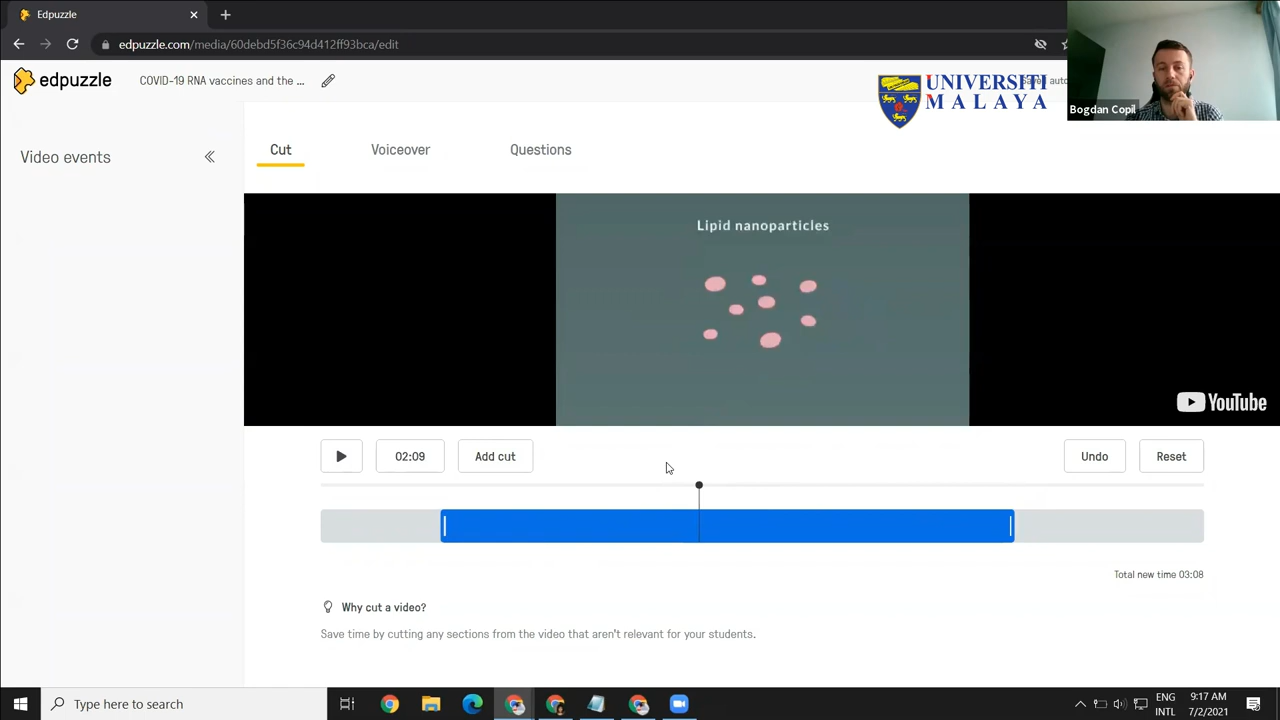 Edpuzzle
edpuzzle.com/media/60debd5f36c94d412ff93bca/edit
edpuzzle
COVID-19 RNA vaccines and the ...
UNIVERSITI
MALAYA
Bogdan Copil
Video events
Cut
Voiceover
Questions
Lipid nanoparticles
YouTube
02:09
Add cut
Undo
Reset
Total new time 03:08
Why cut a video?
Save time by cutting any sections from the video that aren't relevant for your students.
Type here to search
ENG
INTL
9:17 AM
7/2/2021